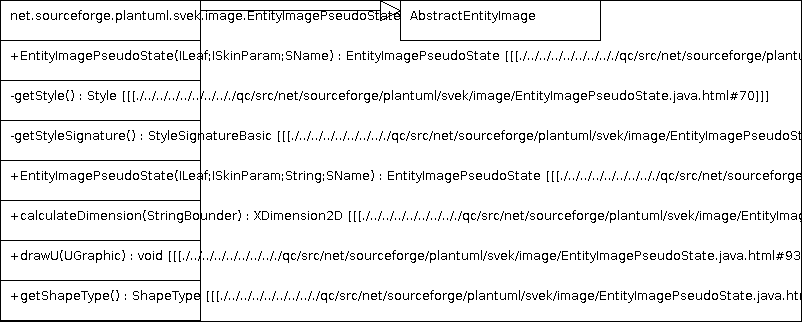 net.sourceforge.plantuml.svek.image.EntityImagePseudoState
AbstractEntityImage
+EntityImagePseudoState(ILeaf;ISkinParam;SName) : EntityImagePseudoState [[[./../../../../../../../../qc/src/net/sourceforge/plantu
-getStyle() : Style [[[./../../../../../../../../qc/src/net/sourceforge/plantuml/svek/image/EntityImagePseudoState.java.html#70]]]
-getStyleSignature() : StyleSignatureBasic [[[./../../../../../../../../qc/src/net/sourceforge/plantuml/svek/image/EntityImagePseudoSt
+EntityImagePseudoState(ILeaf;ISkinParam;String;SName) : EntityImagePseudoState [[[./../../../../../../../../qc/src/net/sourceforge
+calculateDimension(StringBounder) : XDimension2D [[[./../../../../../../../../qc/src/net/sourceforge/plantuml/svek/image/EntityImag
+drawU(UGraphic) : void [[[./../../../../../../../../qc/src/net/sourceforge/plantuml/svek/image/EntityImagePseudoState.java.html#93
+getShapeType() : ShapeType [[[./../../../../../../../../qc/src/net/sourceforge/plantuml/svek/image/EntityImagePseudoState.java.htm